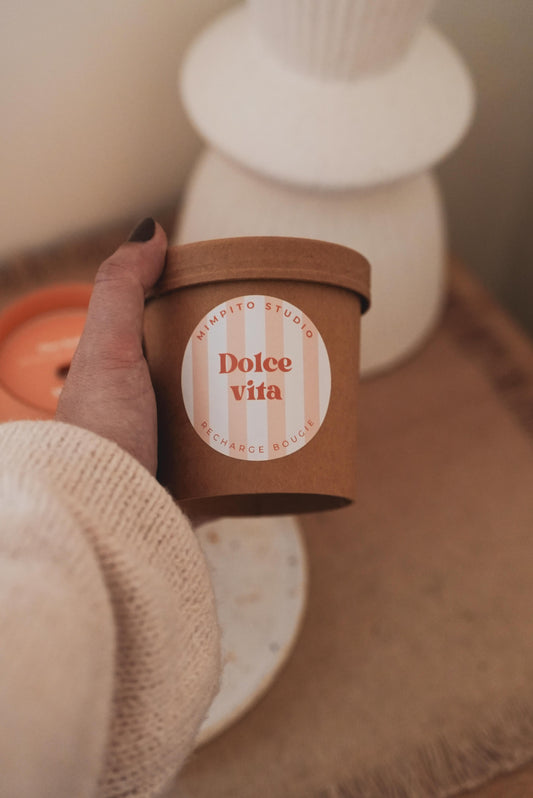 MIMPITO STUDIO
Dolce
vita
RECHARGE BOUGIE